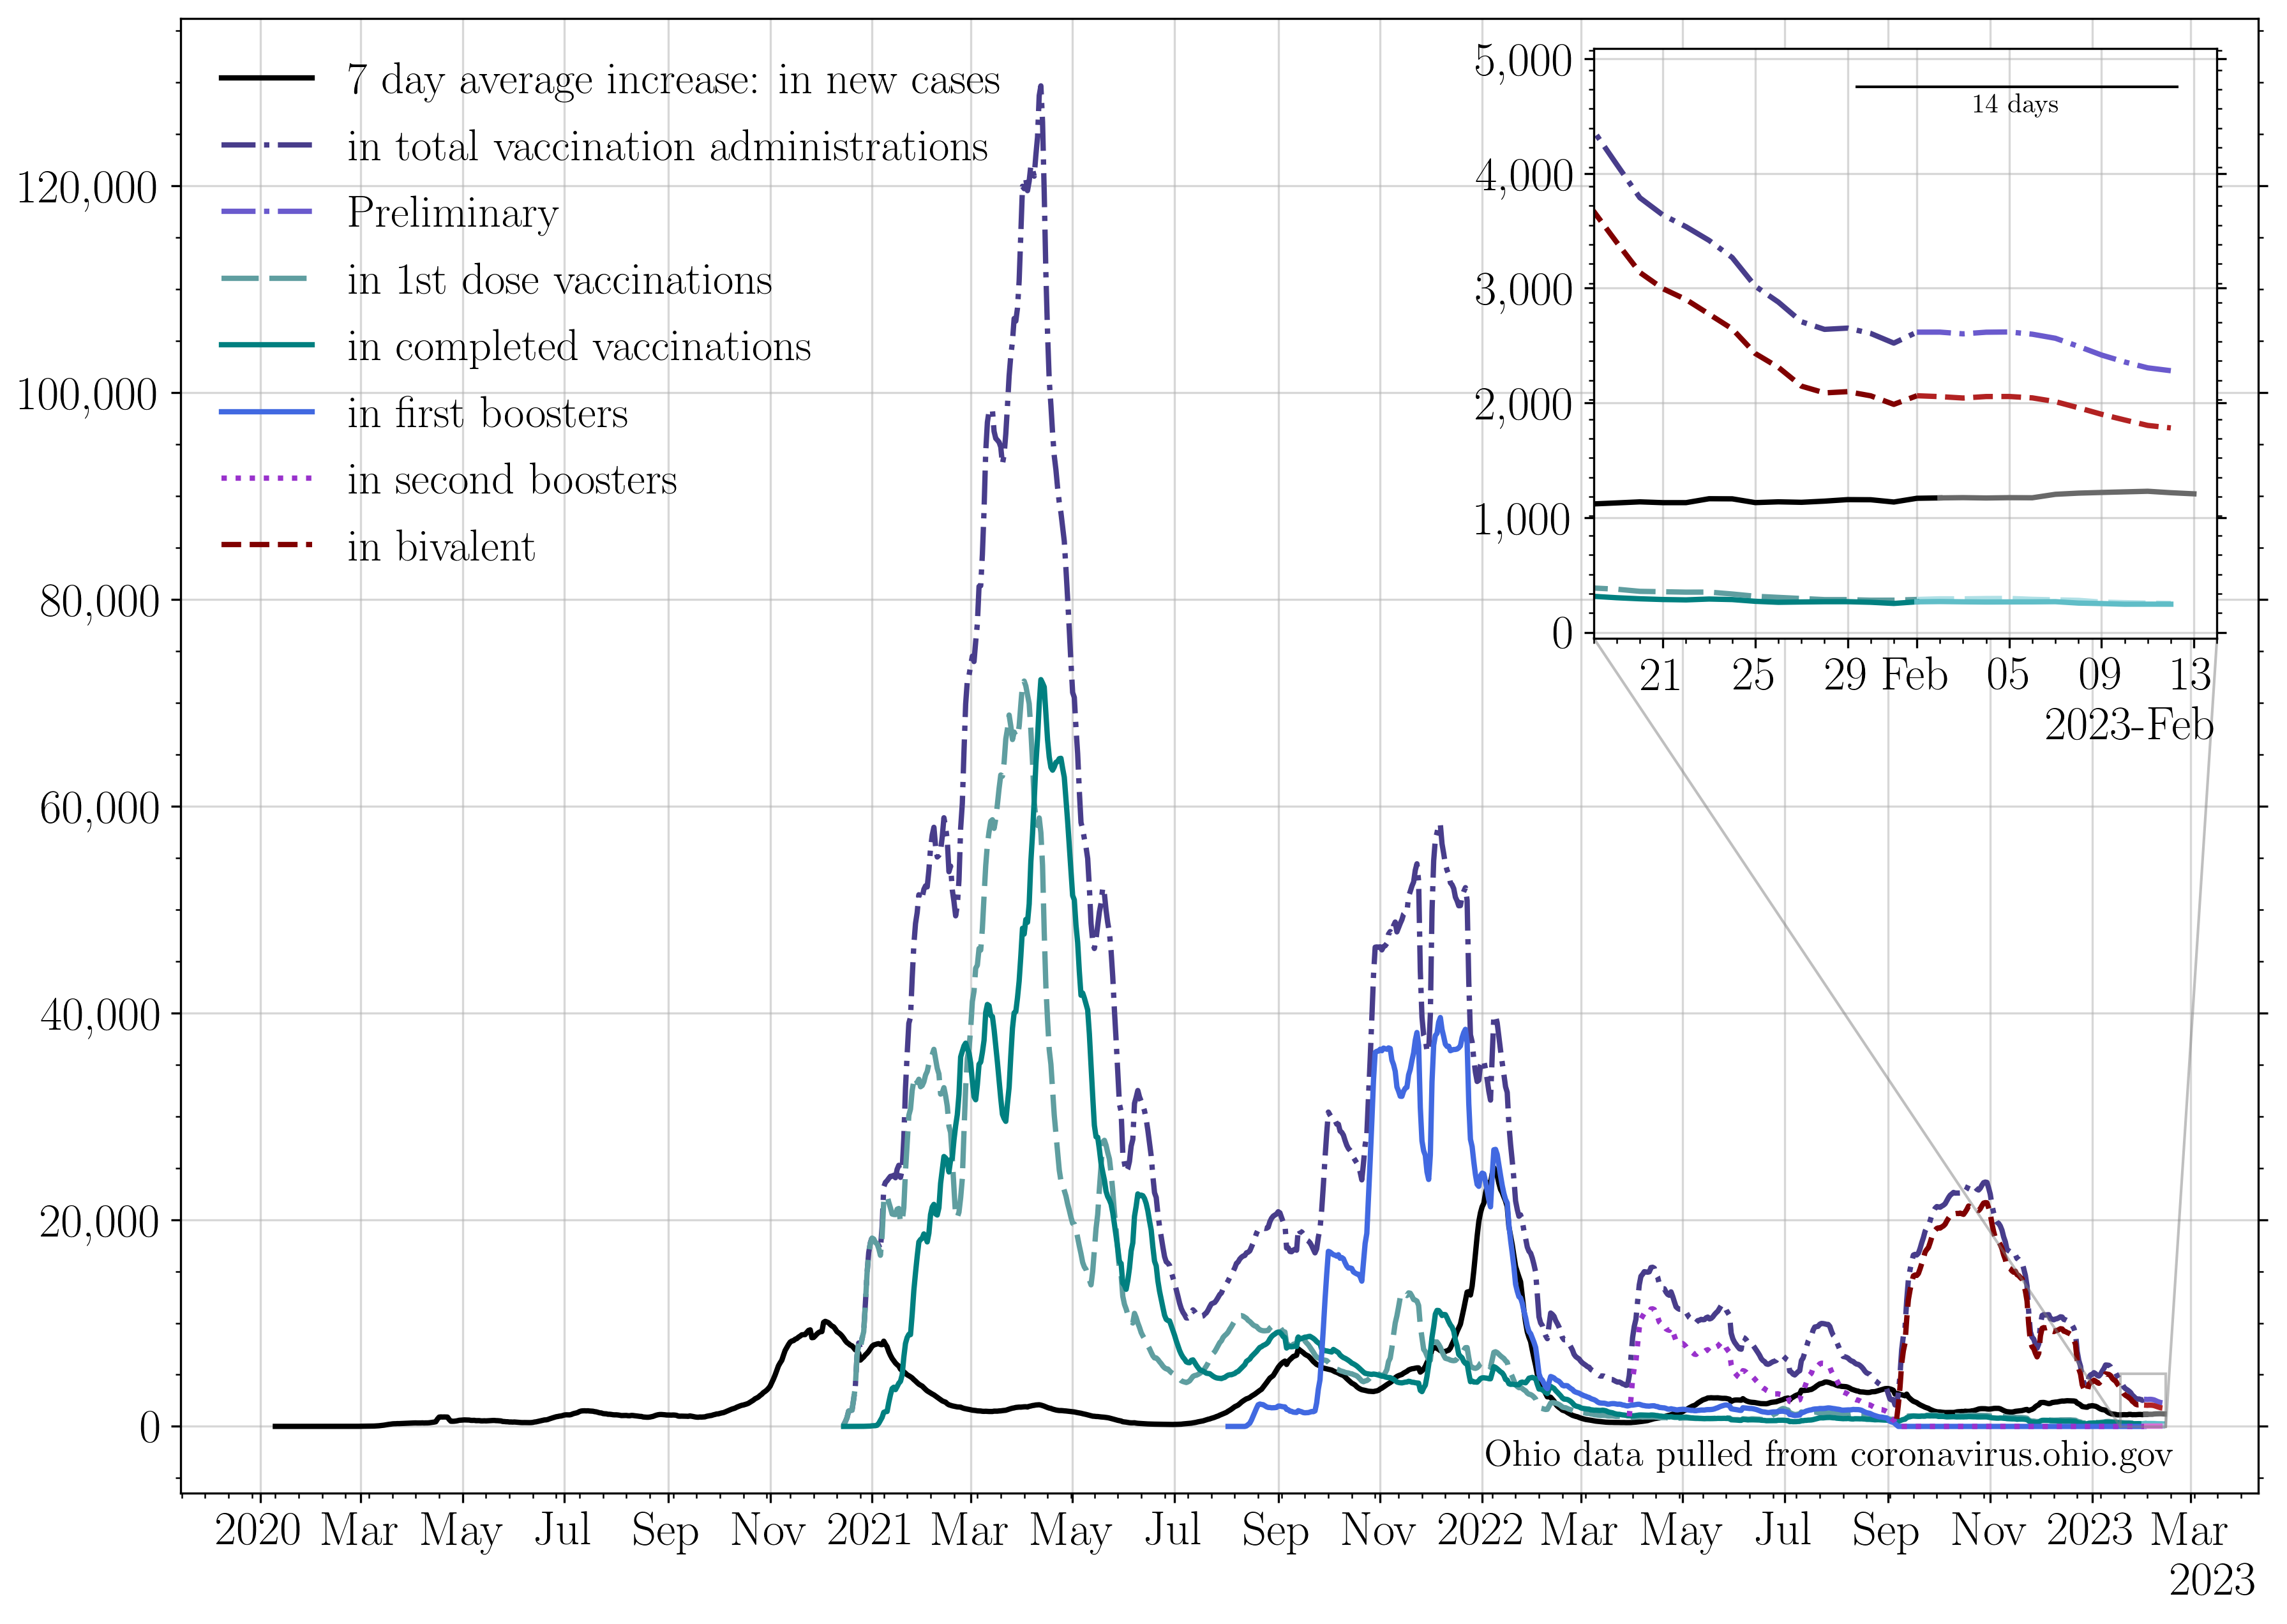 7 day average increase: in new cases
in total vaccination administrations
Preliminary
in 1st dose vaccinations
in completed vaccinations
in first boosters
in second boosters
in bivalent
120,000
100,000
80,000
60,000
40,000
20,000
0
5,000
4,000
3,000
2,000
1,000
0
14 days
21 25 29 Feb 05 09 13
2023-Feb
Ohio data pulled from coronavirus.ohio.gov
2020 Mar May Jul Sep Nov 2021 Mar May Jul Sep Nov 2022 Mar May Jul Sep Nov 2023 Mar
2023